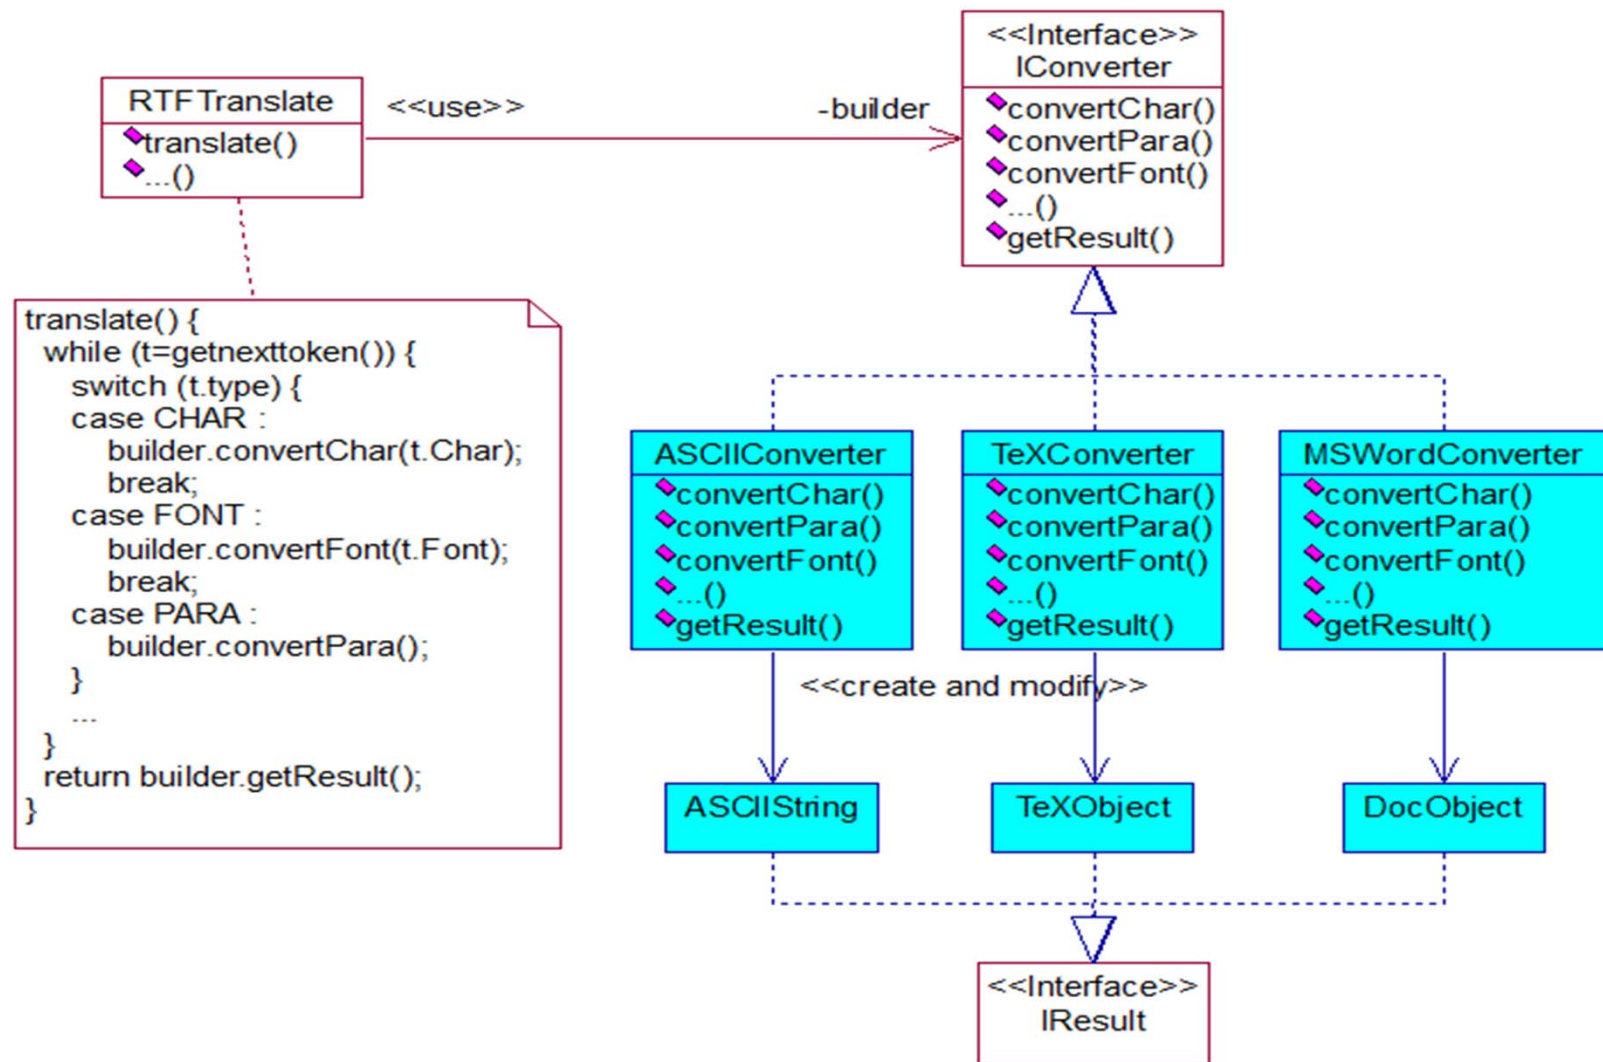 RTFTranslate
translate()
...()
<<use>>
-builder
<<Interface>>
IConverter
convertChar()
convertPara()
convertFont()
...()
getResult()
translate() {
while (t=getnexttoken()) {
switch (t.type) {
case CHAR :
builder.convertChar(t.Char);
break;
case FONT :
builder.convertFont(t.Font);
break;
case PARA :
builder.convertPara();
}
...
}
return builder.getResult();
}
ASCIIConverter
convertChar()
convertPara()
convertFont()
...()
getResult()
TeXConverter
convertChar()
convertPara()
convertFont()
...()
getResult()
MSWordConverter
convertChar()
convertPara()
convertFont()
...()
getResult()
<<create and modify>>
ASCIIString
TeXObject
DocObject
<<Interface>>
IResult